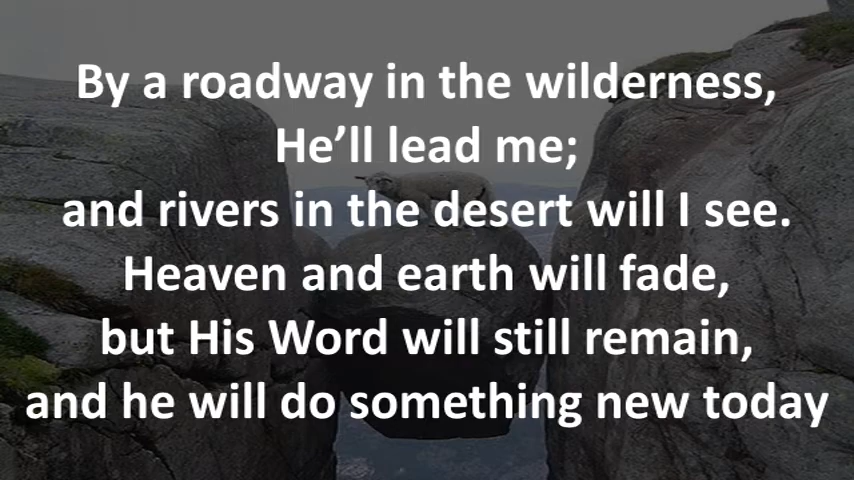 By a roadway in the wilderness,
He’ll lead me;
and rivers in the desert will I see.
Heaven and earth will fade,
but His Word will still remain,
and he will do something new today